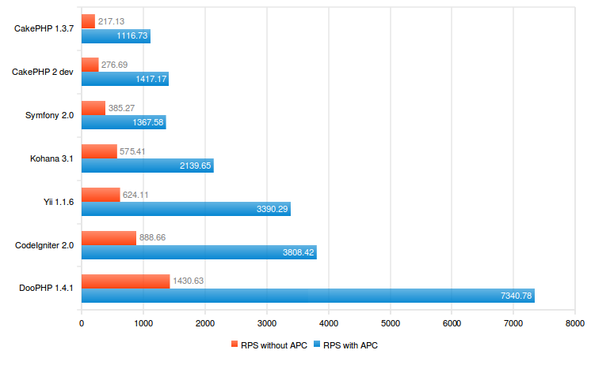 CakePHP 1.3.7
217.13
1116.73
CakePHP 2 dev
276.69
1417.17
Symfony 2.0
385.27
1367.58
Kohana 3.1
575.41
2139.65
Yii 1.1.6
624.11
3390.29
CodeIgniter 2.0
888.66
3808.42
DooPHP 1.4.1
1430.63
7340.78
0 1000 2000 3000 4000 5000 6000 7000 8000
RPS without APC RPS with APC